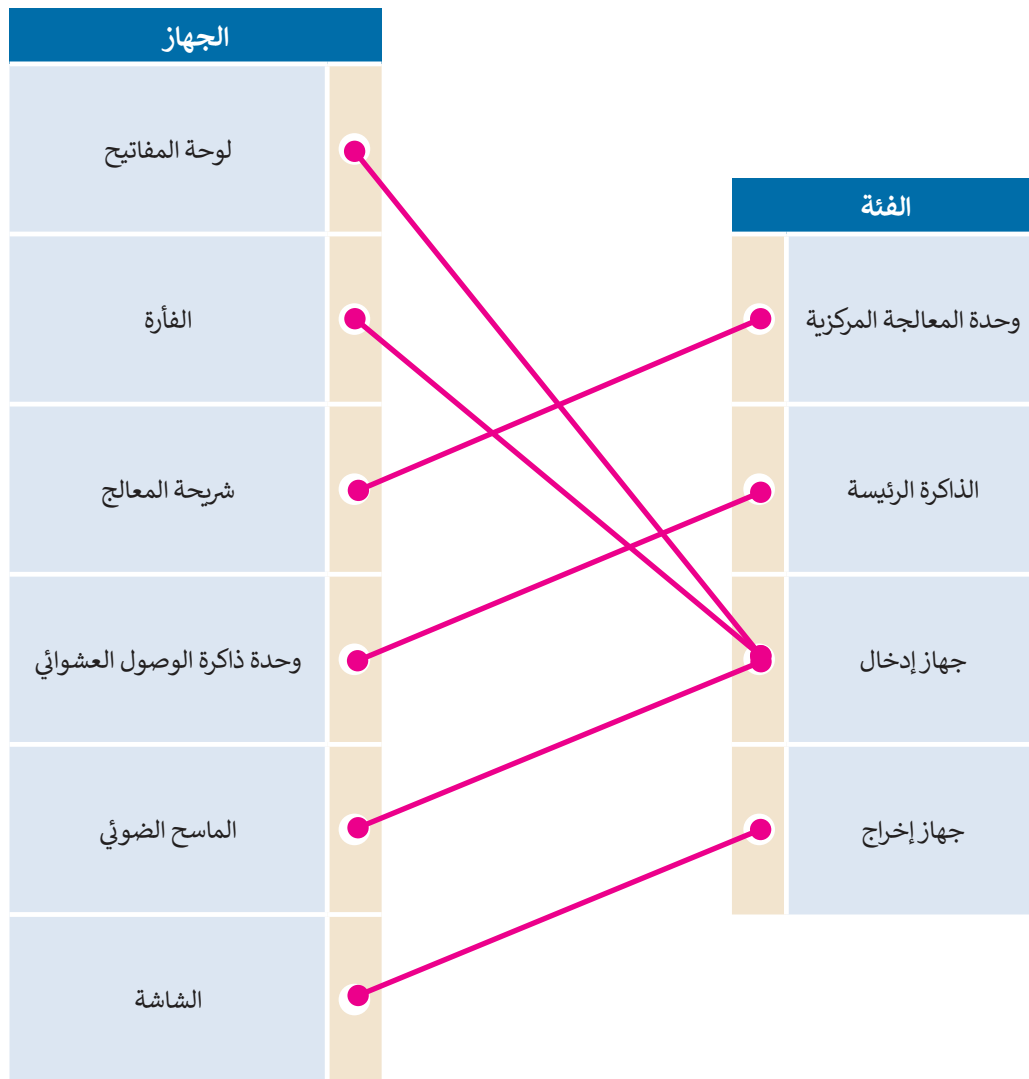 الفئة
وحدة المعالجة المركزية
الذاكرة الرئيسة
جهاز إدخال
جهاز إخراج
الجهاز
لوحة المفاتيح
الفأرة
شريحة المعالج
وحدة ذاكرة الوصول العشوائي
الماسح الضوئي
الشاشة